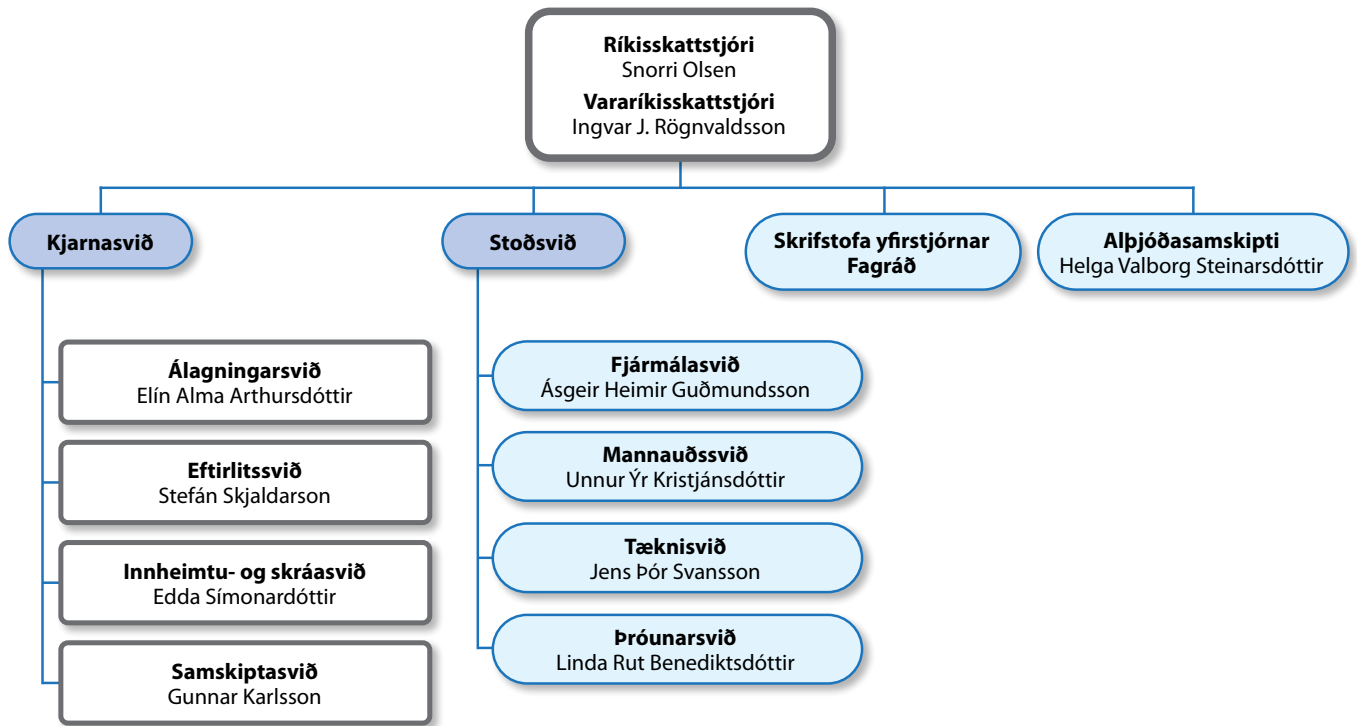 Ríkisskattstjóri
Snorri Olsen
Vararíkisskattstjóri
Ingvar J. Rögnvaldsson
Kjarnasvið
Stoðsvið
Skrifstofa yfirstjórnar
Fagráð
Alþjóðasamskipti
Helga Valborg Steinarsdóttir
Álagningarsvið
Elín Alma Arthursdóttir
Eftirlitssvið
Stefán Skjaldarson
Innheimtu- og skráasvið
Edda Símonardóttir
Samskiptasvið
Gunnar Karlsson
Fjármálasvið
Ásgeir Heimir Guðmundsson
Mannauðssvið
Unnur Ýr Kristjánsdóttir
Tæknisvið
Jens Þór Svansson
Þróunarsvið
Linda Rut Benediktsdóttir